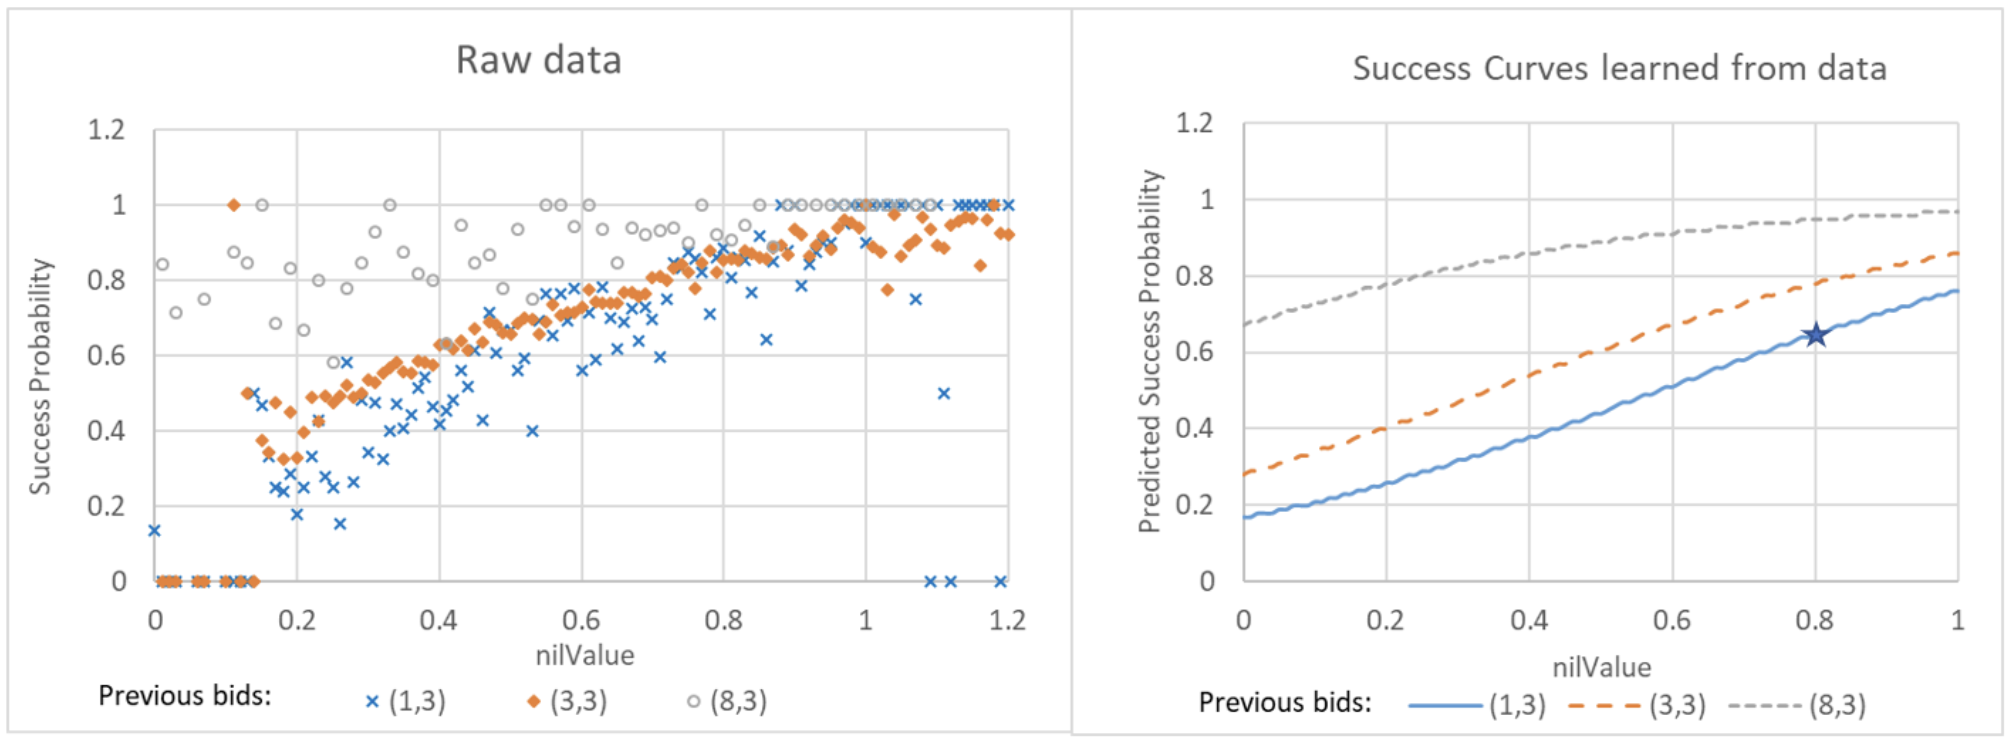 Raw data
Success Probability
1.2
1
0.8
0.6
0.4
0.2
0
0 0.2 0.4 0.6 0.8 1 1.2
nilValue
Previous bids: (1,3) (3,3) (8,3)
Success Curves learned from data
Predicted Success Probability
1.2
1
0.8
0.6
0.4
0.2
0
0 0.2 0.4 0.6 0.8 1
nilValue
Previous bids: (1,3) (3,3) (8,3)